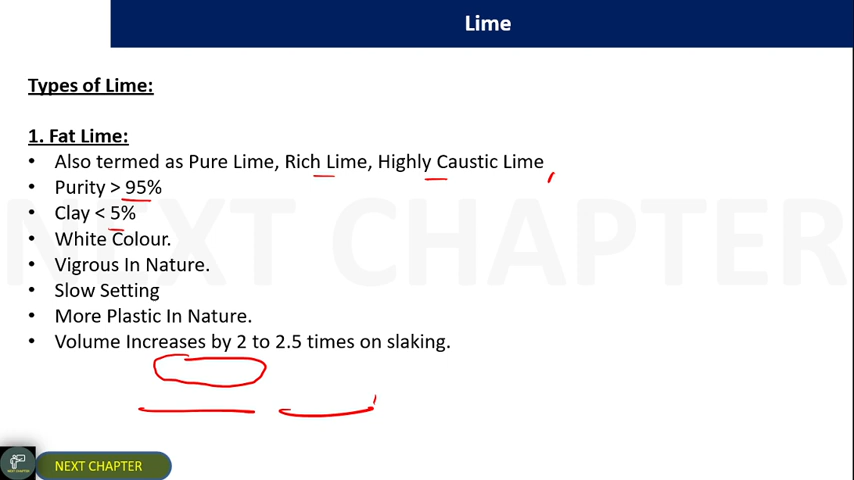 Lime
Types of Lime:
1. Fat Lime:
• Also termed as Pure Lime, Rich Lime, Highly Caustic Lime
• Purity > 95%
• Clay < 5%
• White Colour.
• Vigrous In Nature.
• Slow Setting
• More Plastic In Nature.
• Volume Increases by 2 to 2.5 times on slaking.
NEXT CHAPTER
NEXT CHAPTER
NEXT CHAPTER